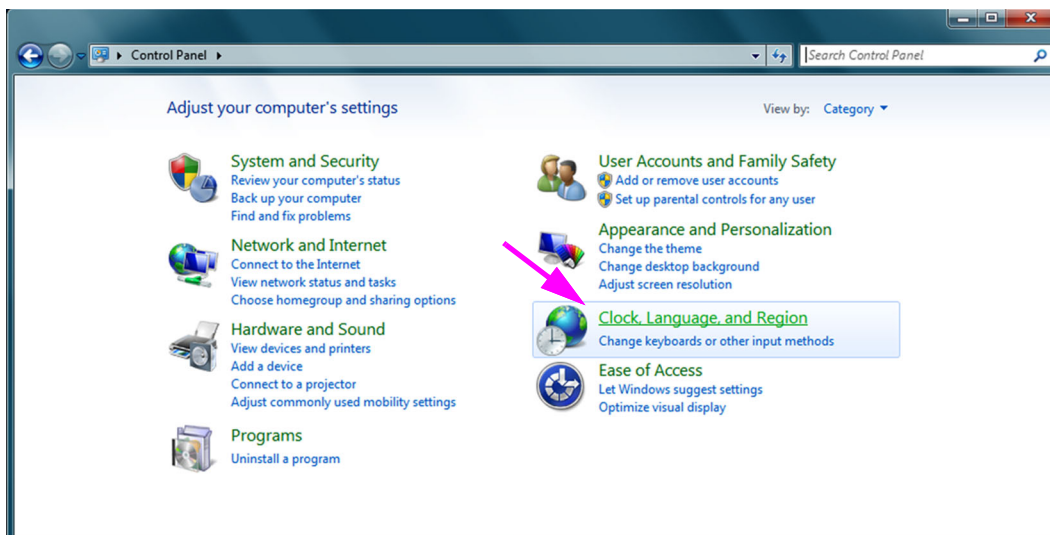 Control Panel
Search Control Panel
Adjust your computer's settings
View by: Category
System and Security
Review your computer's status
Back up your computer
Find and fix problems
Network and Internet
Connect to the Internet
View network status and tasks
Choose homegroup and sharing options
Hardware and Sound
View devices and printers
Add a device
Connect to a projector
Adjust commonly used mobility settings
Programs
Uninstall a program
User Accounts and Family Safety
Add or remove user accounts
Set up parental controls for any user
Appearance and Personalization
Change the theme
Change desktop background
Adjust screen resolution
Clock, Language, and Region
Change keyboards or other input methods
Ease of Access
Let Windows suggest settings
Optimize visual display